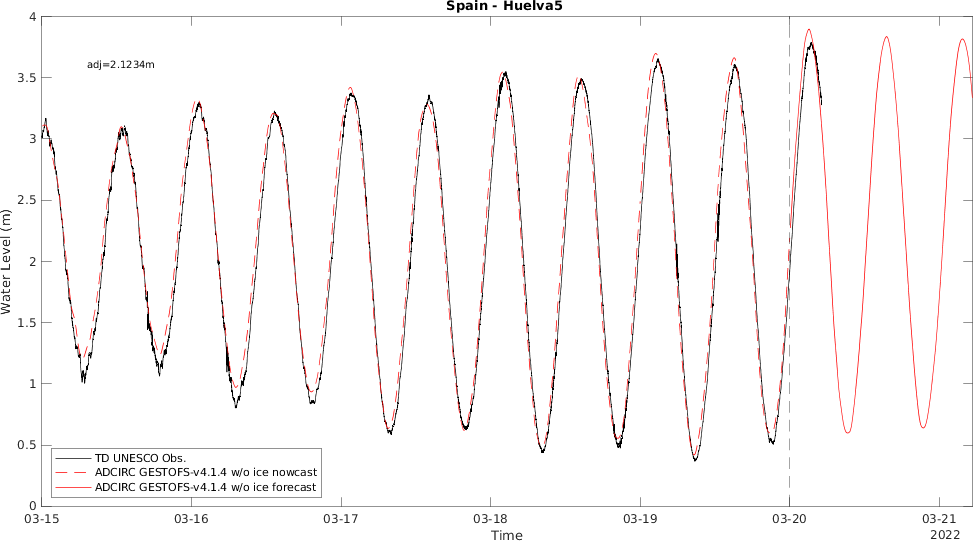 Spain - Huelva5
adj=2.1234m
4
3.5
3
2.5
2
1.5
1
0.5
0
Water Level (m)
TD UNESCO Obs.
ADCIRC GESTOFS-v4.1.4 w/o ice nowcast
ADCIRC GESTOFS-v4.1.4 w/o ice forecast
03-15 03-16 03-17 03-18 03-19 03-20 03-21
Time
2022